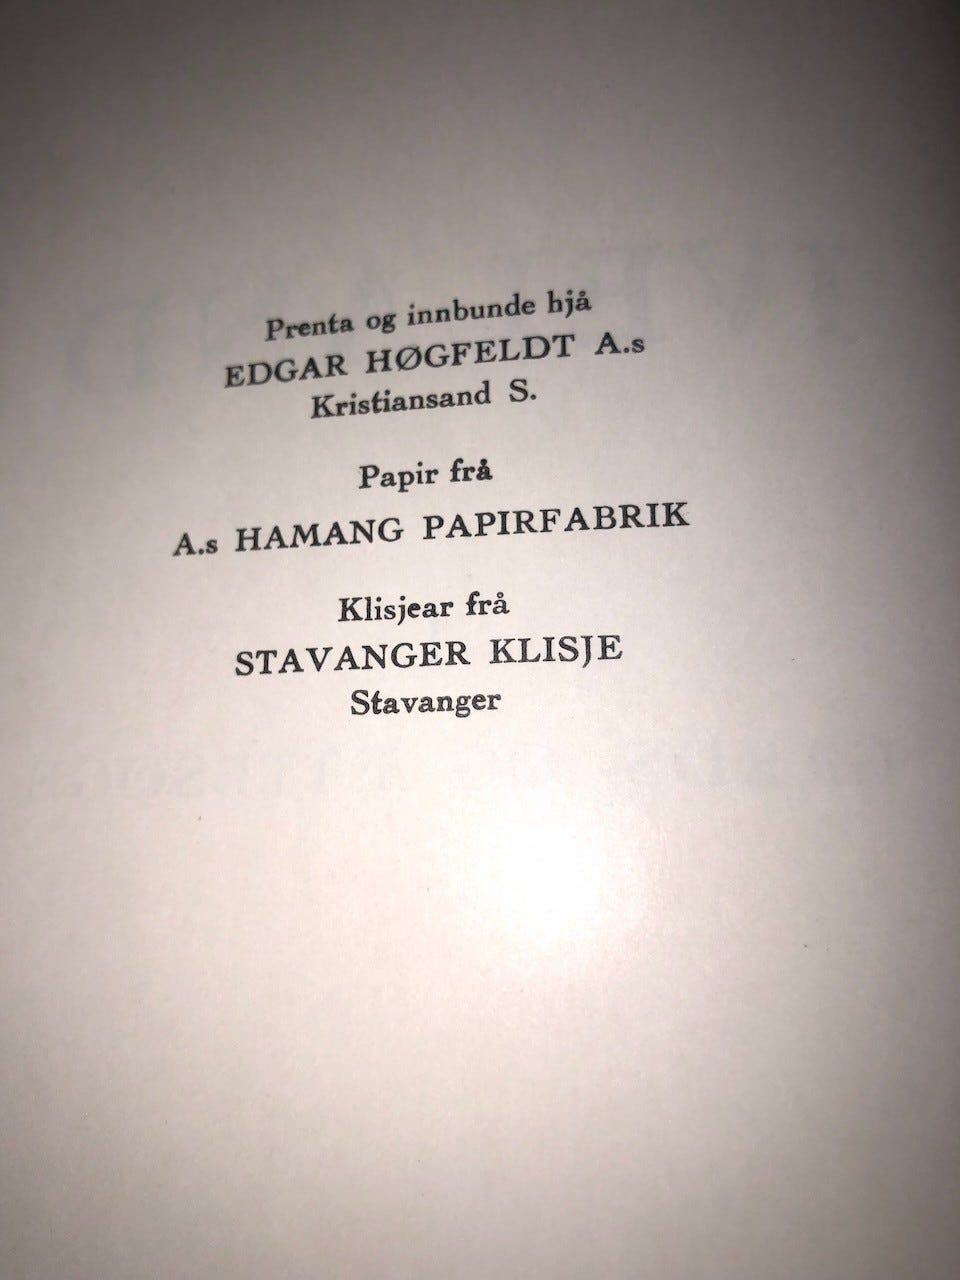 Prenta og innbunde hjå
EDGAR HØGFELDT A.s
Kristiansand S.
Papir frå
A.s HAMANG PAPIRFABRIK
Klisjear frå
STAVANGER KLISJE
Stavanger